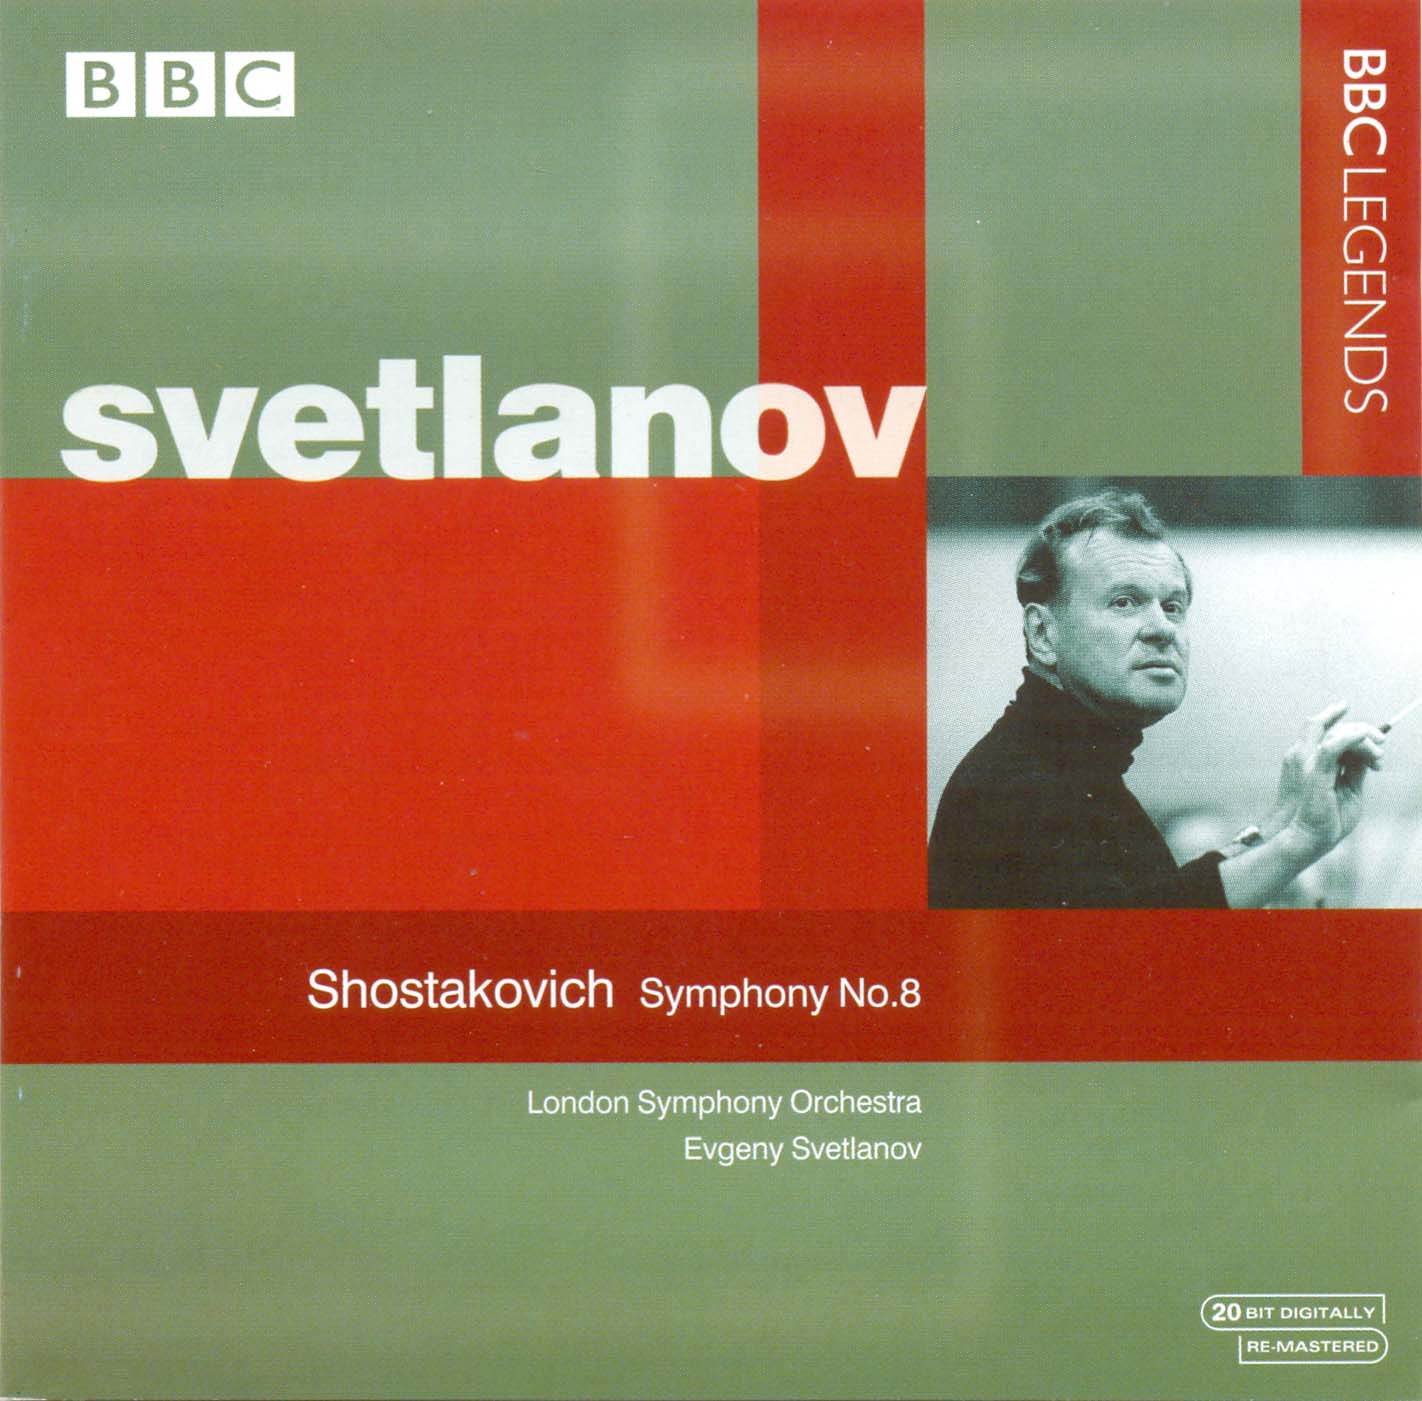 BBC
BBC LEGENDS
svetlanov
Shostakovich Symphony No.8
London Symphony Orchestra
Evgeny Svetlanov
20 BIT DIGITALLY
RE-MASTERED